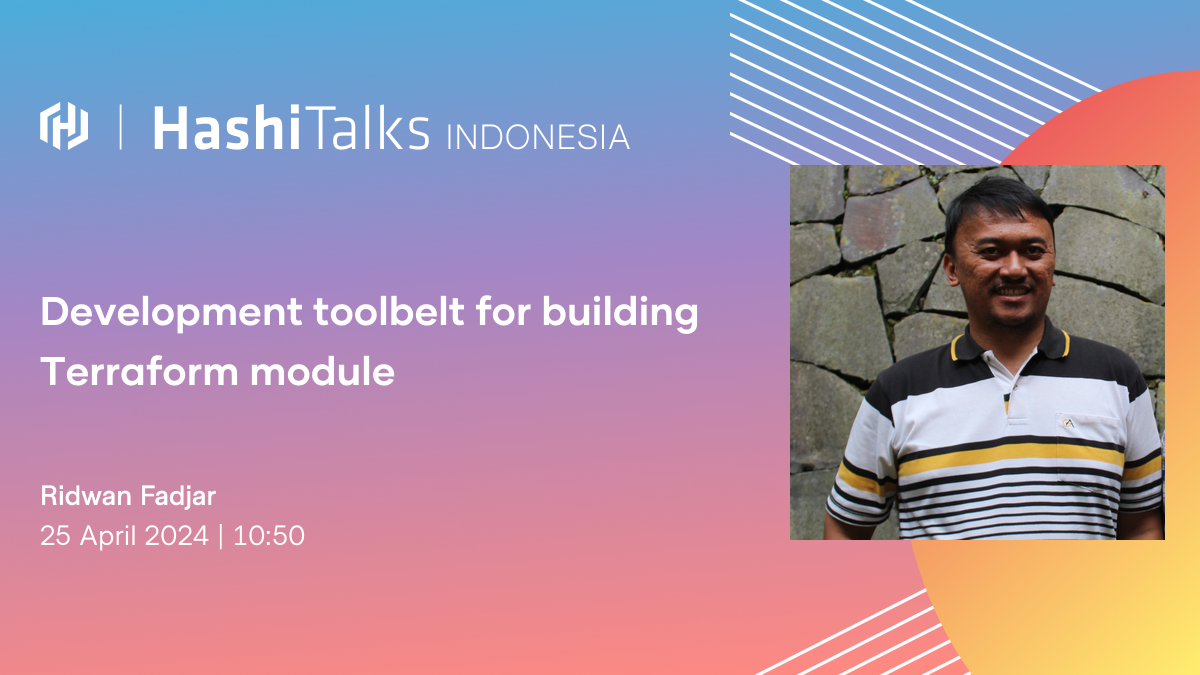 HashiTalks INDONESIA
Development toolbelt for building
Terraform module
Ridwan Fadjar
25 April 2024 | 10:50